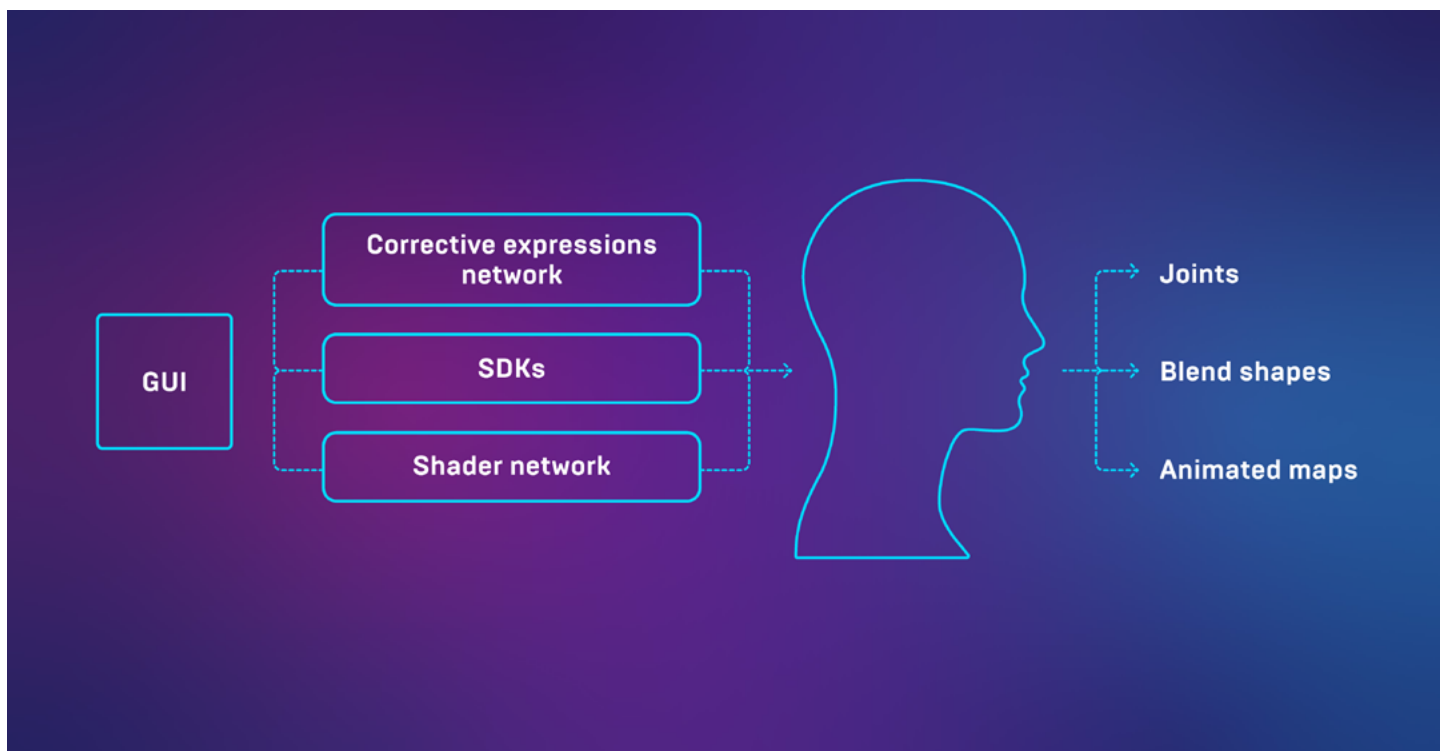 GUI
Corrective expressions
network
SDKs
Shader network
Joints
Blend shapes
Animated maps